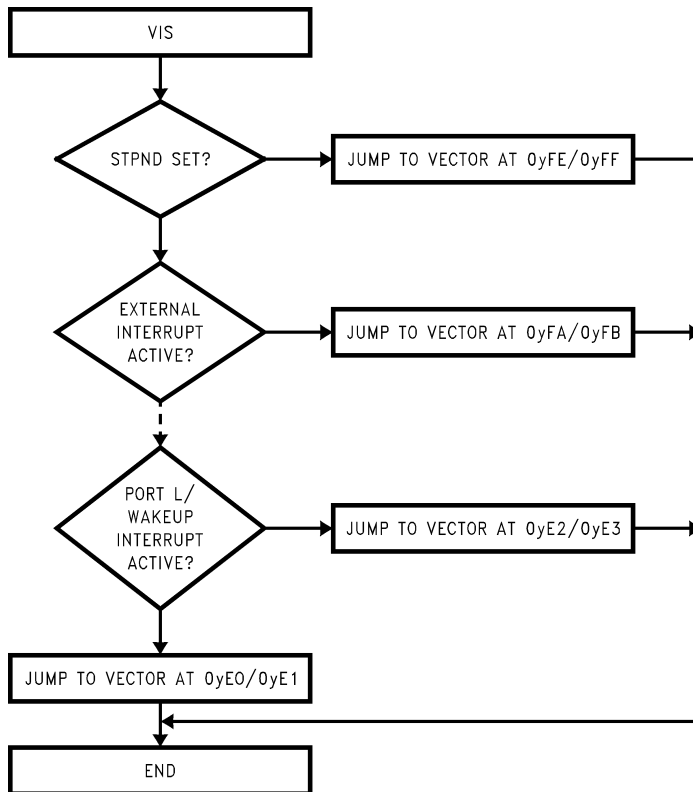 VIS
STPND SET?
JUMP TO VECTOR AT 0yFE/0yFF
EXTERNAL
INTERRUPT
ACTIVE?
JUMP TO VECTOR AT 0yFA/0yFB
PORT L/
WAKEUP
INTERRUPT
ACTIVE?
JUMP TO VECTOR AT 0yE2/0yE3
JUMP TO VECTOR AT 0yE0/0yE1
END